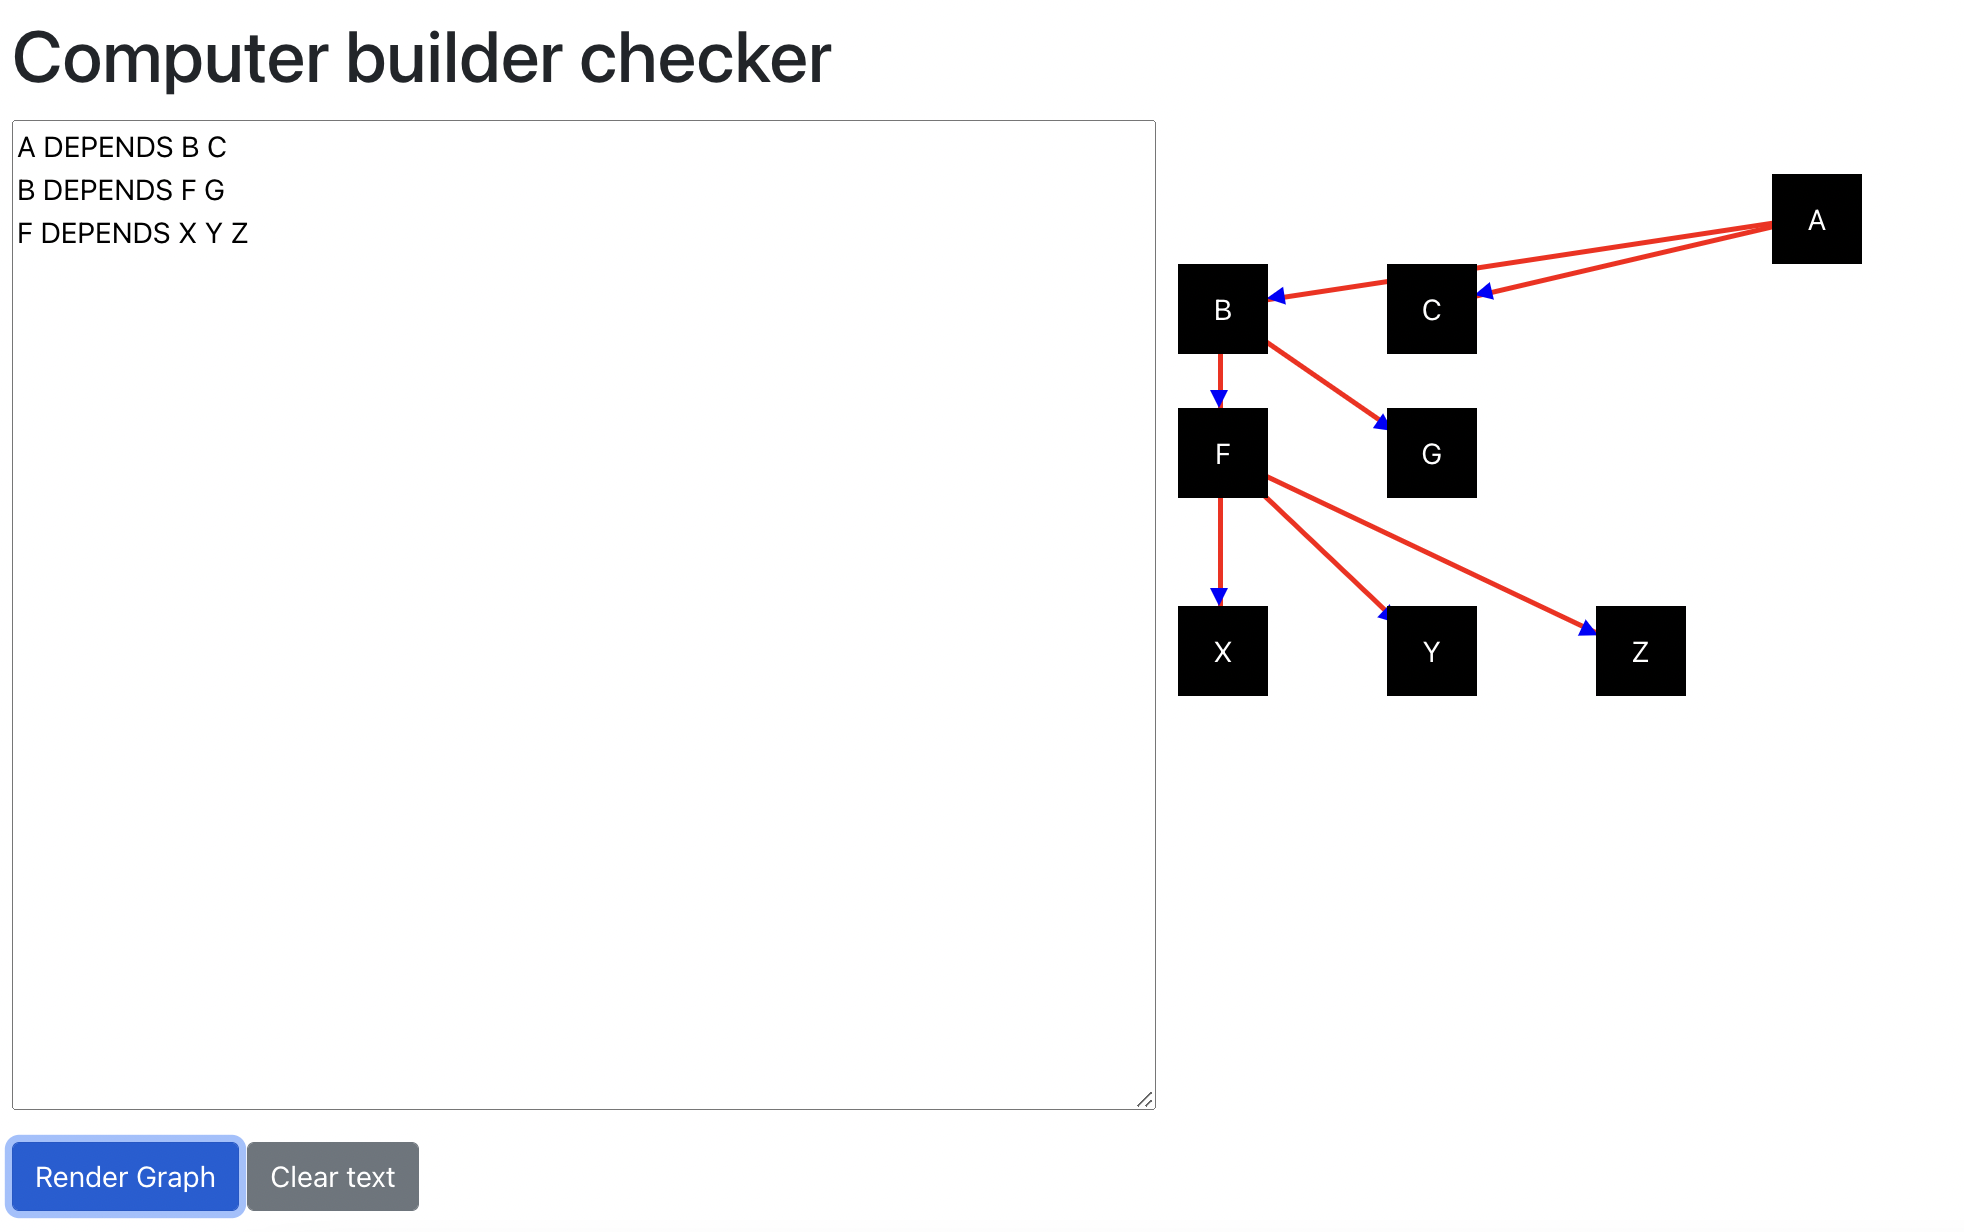 Computer builder checker
A DEPENDS B C
B DEPENDS F G
F DEPENDS X Y Z
A
B
C
F
G
X
Y
Z
Render Graph
Clear text